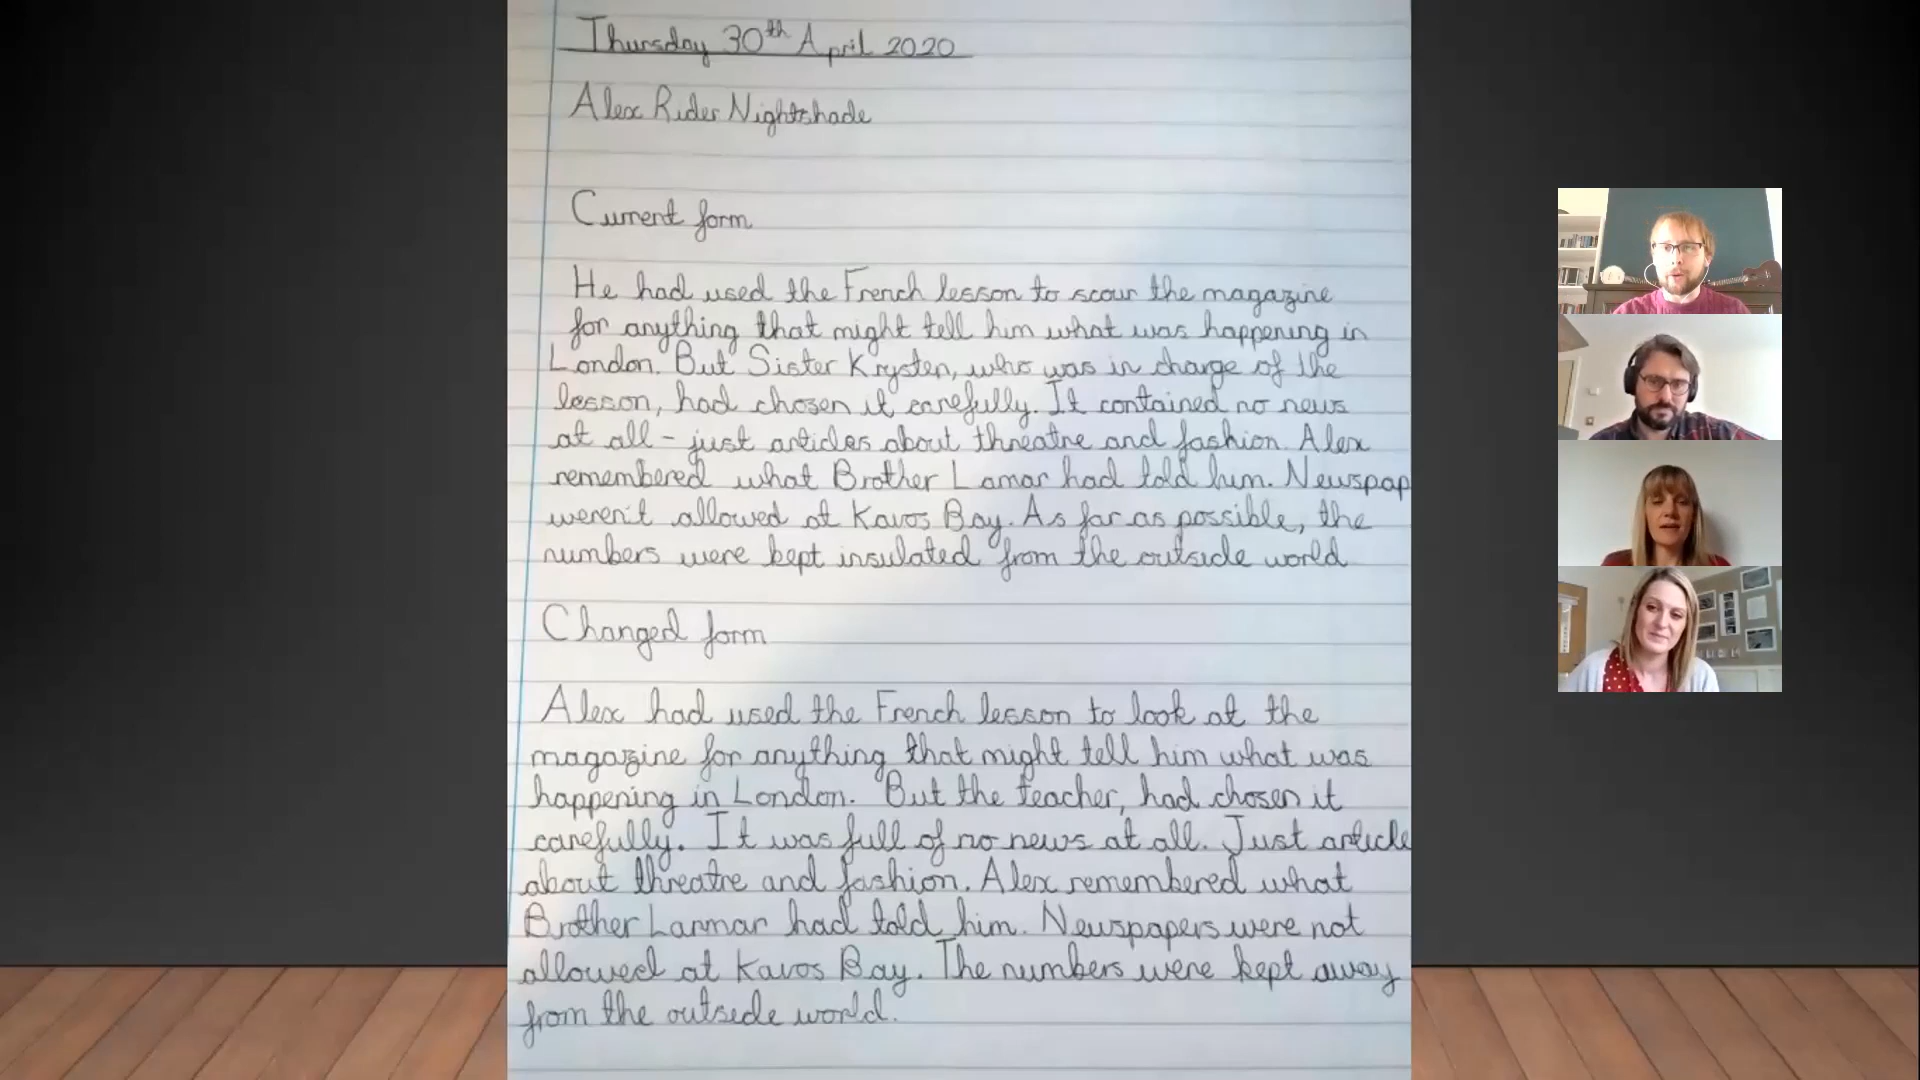 Thursday 30th April 2020
Alex Rider Nightshade
Current form
He had used the French lesson to scour the magazine
for anything that might tell him what was happening in
London. But Sister Krysten, who was in charge of the
lesson, had chosen it carefully. It contained no news
at all - just articles about threatre and fashion. Alex
remembered what Brother Lamar had told him. Newspap
weren't allowed at Kavos Bay. As far as possible, the
numbers were kept insulated from the outside world
Changed form
Alex had used the French lesson to look at the
magazine for anything that might tell him what was
happening in London. But the teacher, had chosen it
carefully. It was full of no news at all. Just article
about threatre and fashion. Alex remembered what
Brother Lanmar had told him. Newspapers were not
allowed at Kavos Bay. The numbers were kept away
from the outside world.